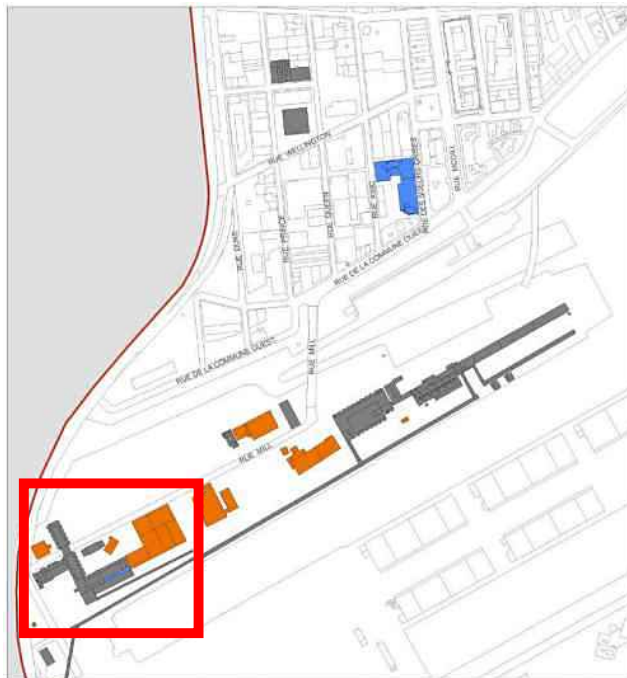 RUE WELLINGTON
RUE DUKE
RUE PRINCE
RUE QUEEN
RUE KING
RUE DES SOEURS GRISES
RUE MCGILL
RUE DE LA COMMUNE OUEST
RUE DE LA COMMUNE OUEST
RUE MILL
RUE MILL